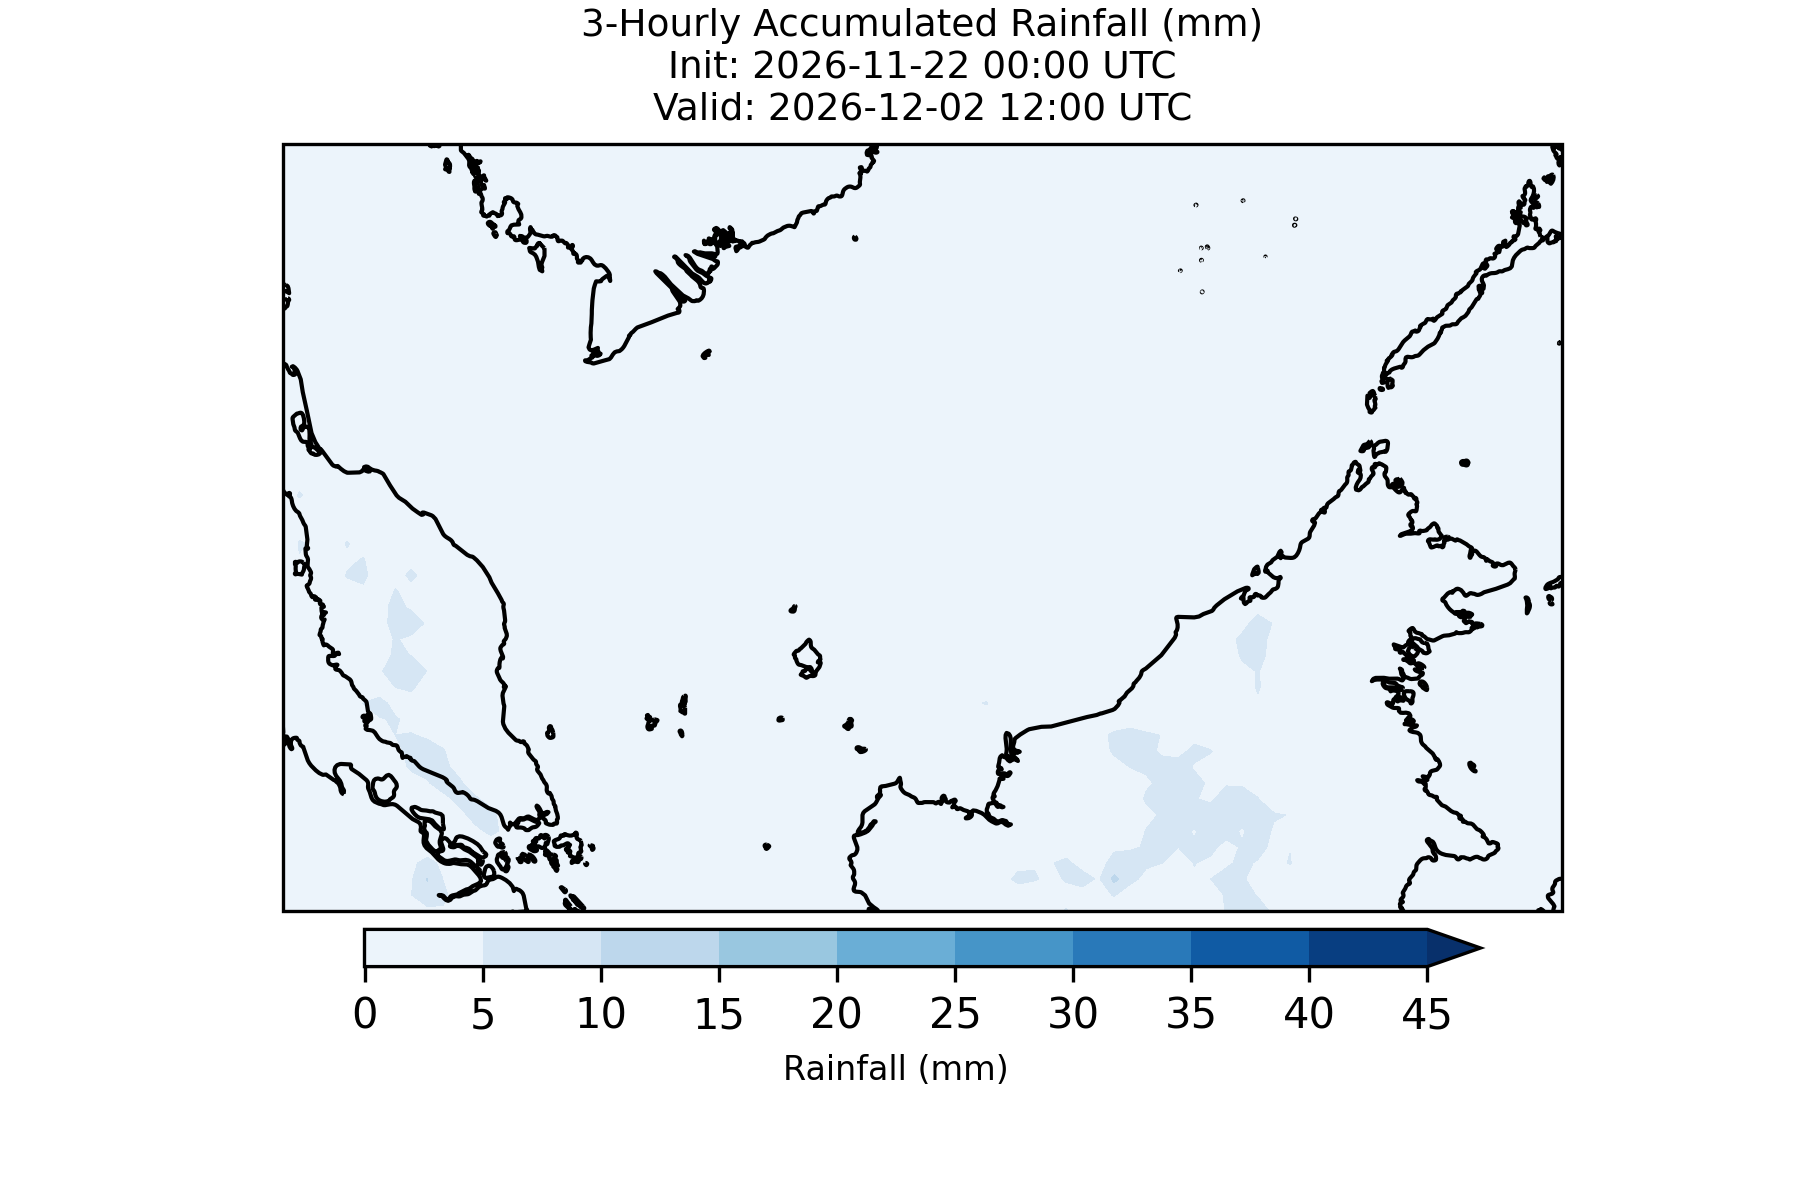 3-Hourly Accumulated Rainfall (mm)
Init: 2026-11-22 00:00 UTC
Valid: 2026-12-02 12:00 UTC
0 5 10 15 20 25 30 35 40 45
Rainfall (mm)